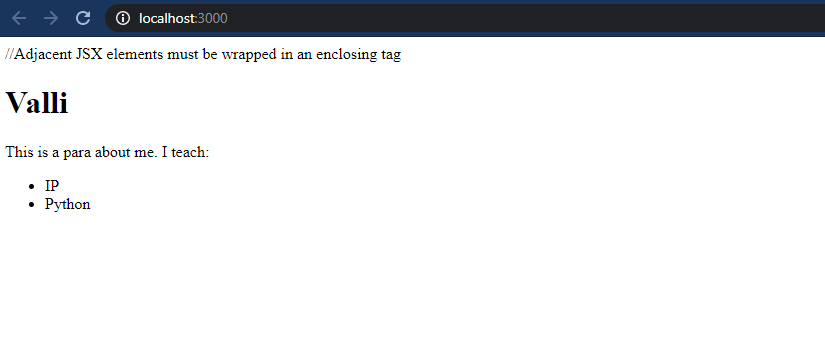 localhost:3000
//Adjacent JSX elements must be wrapped in an enclosing tag
Valli
This is a para about me. I teach:
IP
Python